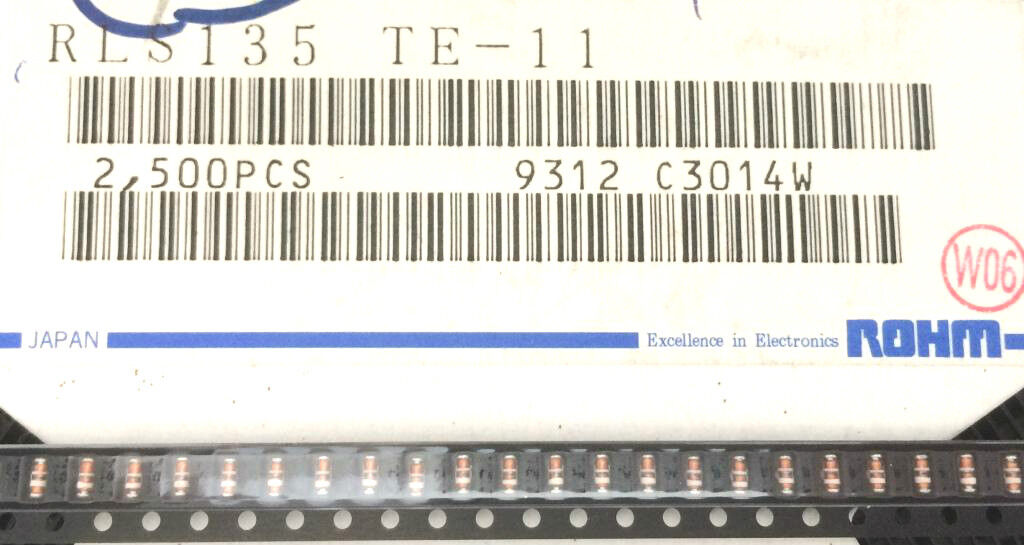 RLS135 TE-11
2,500PCS 9312 C3014W
W06
JAPAN Excellence in Electronics ROHM